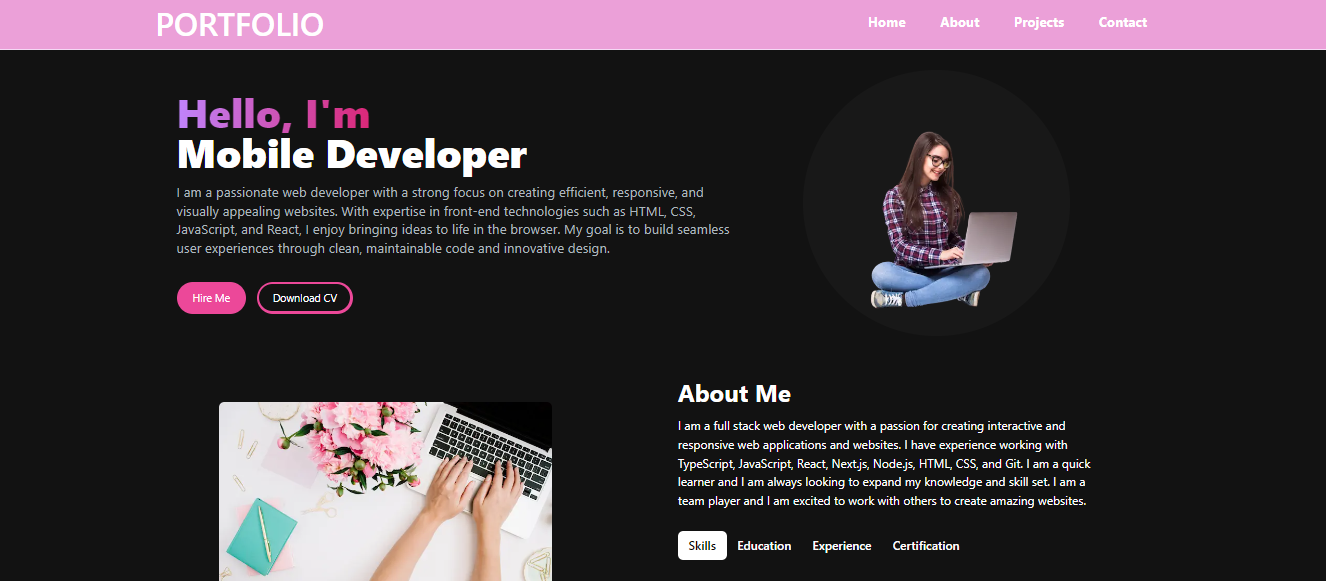 PORTFOLIO
Home About Projects Contact
Hello, I'm
Mobile Developer
I am a passionate web developer with a strong focus on creating efficient, responsive, and
visually appealing websites. With expertise in front-end technologies such as HTML, CSS,
JavaScript, and React, I enjoy bringing ideas to life in the browser. My goal is to build seamless
user experiences through clean, maintainable code and innovative design.
Hire Me Download CV
About Me
I am a full stack web developer with a passion for creating interactive and
responsive web applications and websites. I have experience working with
TypeScript, JavaScript, React, Next.js, Node.js, HTML, CSS, and Git. I am a quick
learner and I am always looking to expand my knowledge and skill set. I am a
team player and I am excited to work with others to create amazing websites.
Skills Education Experience Certification